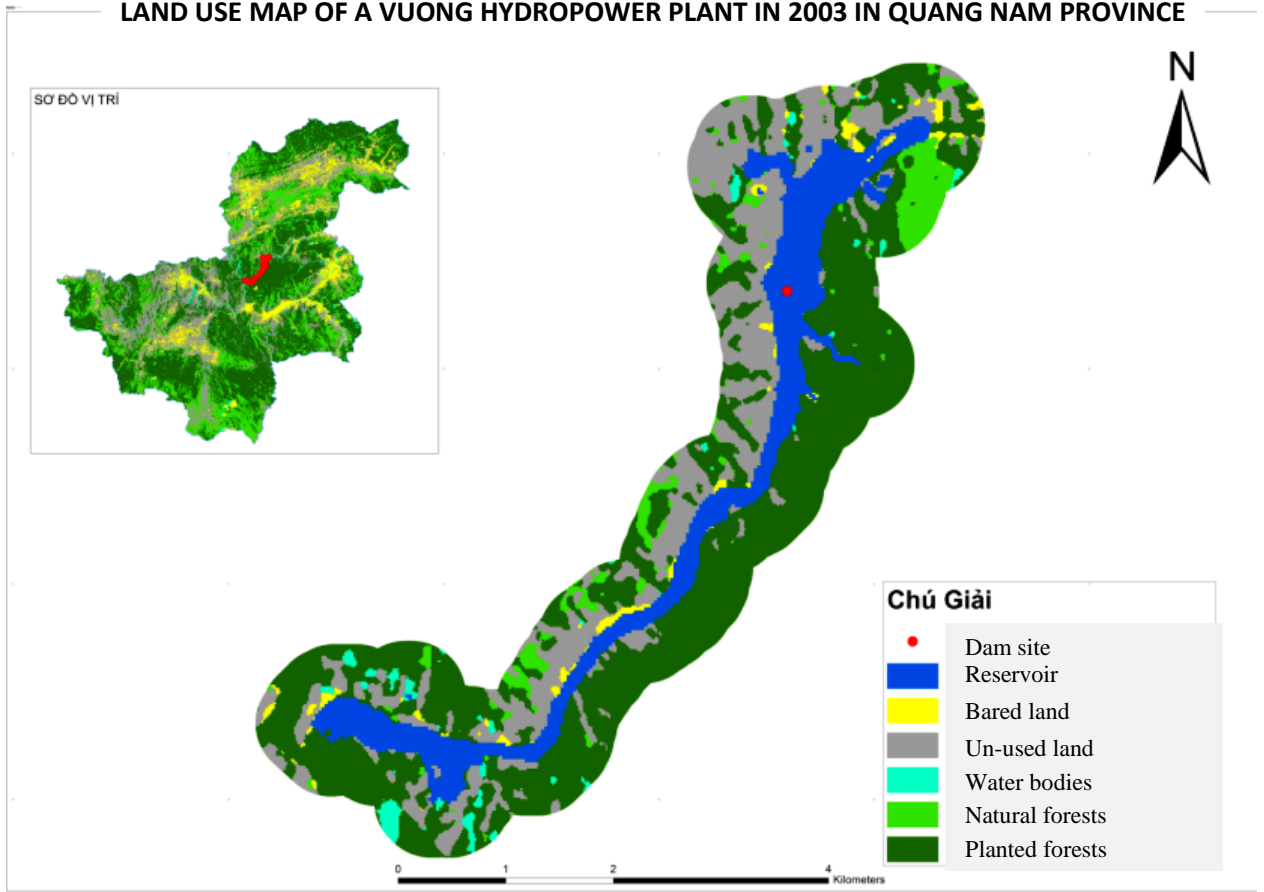 LAND USE MAP OF A VUONG HYDROPOWER PLANT IN 2003 IN QUANG NAM PROVINCE
SƠ ĐỒ VỊ TRÍ
N
Chú Giải
Dam site
Reservoir
Bared land
Un-used land
Water bodies
Natural forests
Planted forests
0 1 2 4
Kilometers